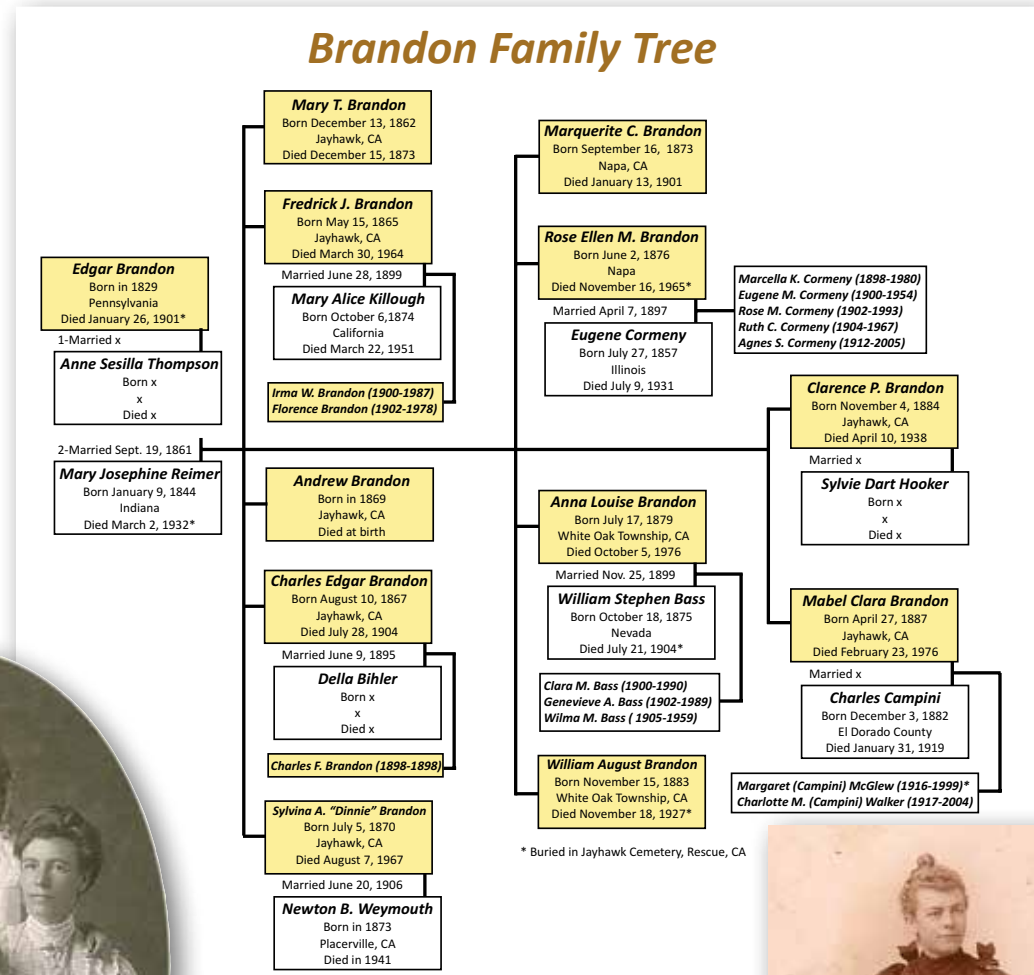 Brandon Family Tree
Edgar Brandon
Born in 1829
Pennsylvania
Died January 26, 1901*
1-Married x
Anne Sesilla Thompson
Born x
x
Died x
2-Married Sept. 19, 1861
Mary Josephine Reimer
Born January 9, 1844
Indiana
Died March 2, 1932*
Mary T. Brandon
Born December 13, 1862
Jayhawk, CA
Died December 15, 1873
Fredrick J. Brandon
Born May 15, 1865
Jayhawk, CA
Died March 30, 1964
Married June 28, 1899
Mary Alice Killough
Born October 6,1874
California
Died March 22, 1951
Irma W. Brandon (1900-1987)
Florence Brandon (1902-1978)
Andrew Brandon
Born in 1869
Jayhawk, CA
Died at birth
Charles Edgar Brandon
Born August 10, 1867
Jayhawk, CA
Died July 28, 1904
Married June 9, 1895
Della Bihler
Born x
x
Died x
Charles F. Brandon (1898-1898)
Sylvina A. “Dinnie” Brandon
Born July 5, 1870
Jayhawk, CA
Died August 7, 1967
Married June 20, 1906
Newton B. Weymouth
Born in 1873
Placerville, CA
Died in 1941
Marquerite C. Brandon
Born September 16, 1873
Napa, CA
Died January 13, 1901
Rose Ellen M. Brandon
Born June 2, 1876
Napa
Died November 16, 1965*
Married April 7, 1897
Eugene Cormeny
Born July 27, 1857
Illinois
Died July 9, 1931
Marcella K. Cormeny (1898-1980)
Eugene M. Cormeny (1900-1954)
Rose M. Cormeny (1902-1993)
Ruth C. Cormeny (1904-1967)
Agnes S. Cormeny (1912-2005)
Anna Louise Brandon
Born July 17, 1879
White Oak Township, CA
Died October 5, 1976
Married Nov. 25, 1899
William Stephen Bass
Born October 18, 1875
Nevada
Died July 21, 1904*
Clara M. Bass (1900-1990)
Genevieve A. Bass (1902-1989)
Wilma M. Bass ( 1905-1959)
William August Brandon
Born November 15, 1883
White Oak Township, CA
Died November 18, 1927*
Clarence P. Brandon
Born November 4, 1884
Jayhawk, CA
Died April 10, 1938
Married x
Sylvie Dart Hooker
Born x
x
Died x
Mabel Clara Brandon
Born April 27, 1887
Jayhawk, CA
Died February 23, 1976
Married x
Charles Campini
Born December 3, 1882
El Dorado County
Died January 31, 1919
Margaret (Campini) McGlew (1916-1999)*
Charlotte M. (Campini) Walker (1917-2004)
* Buried in Jayhawk Cemetery, Rescue, CA